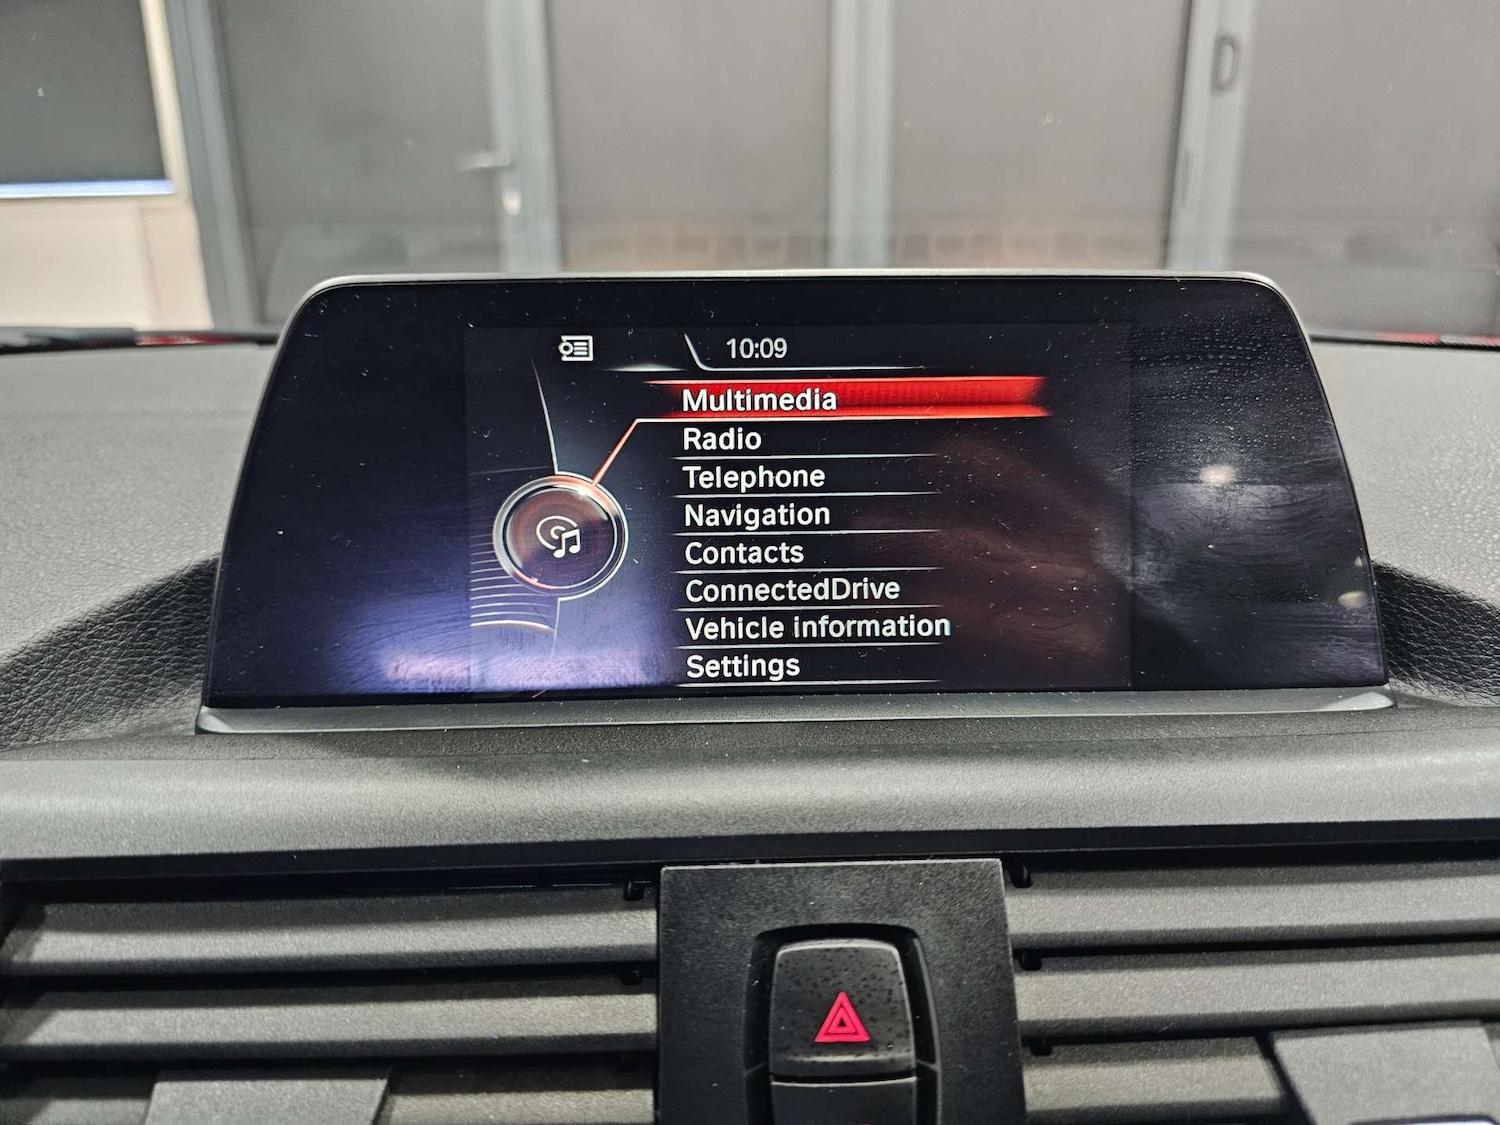 10:09
Multimedia
Radio
Telephone
Navigation
Contacts
ConnectedDrive
Vehicle information
Settings